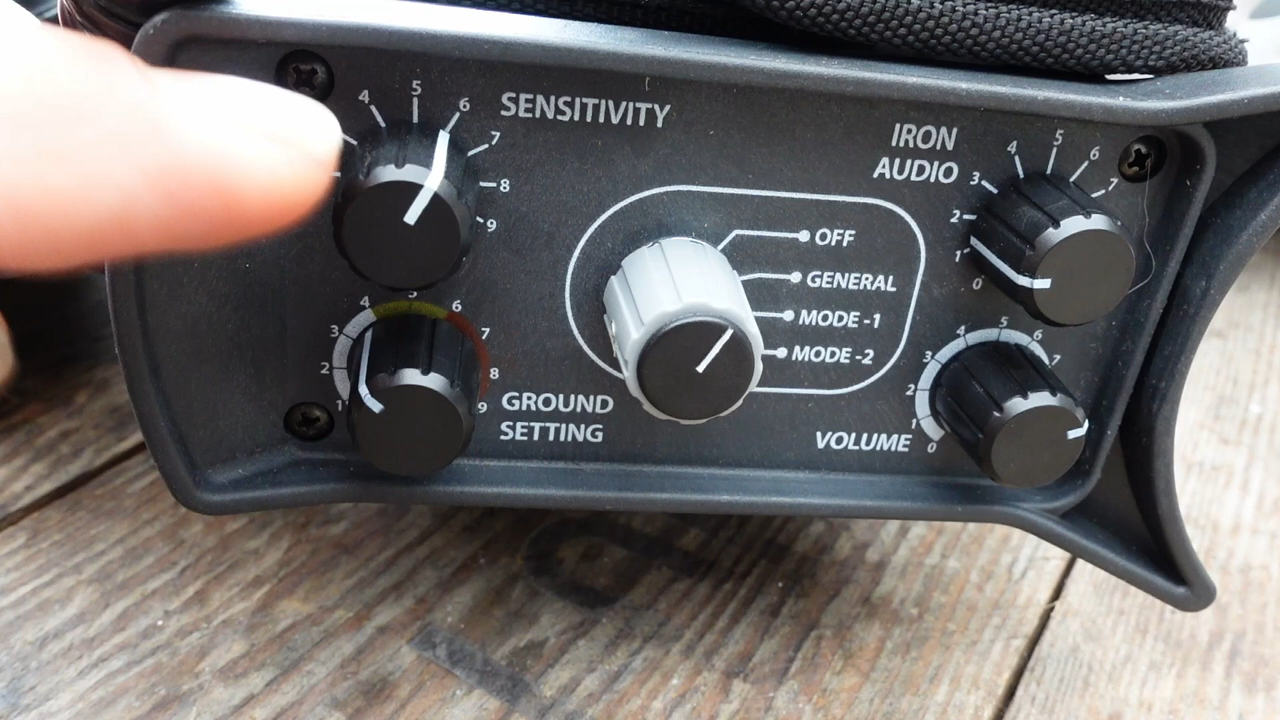 4 5 6 7 8 9
SENSITIVITY
IRON
AUDIO
0 1 2 3 4 5 6 7
OFF
GENERAL
MODE -1
MODE -2
1 2 3 4 5 6 7 8 9
GROUND
SETTING
VOLUME
0 1 2 3 4 5 6 7